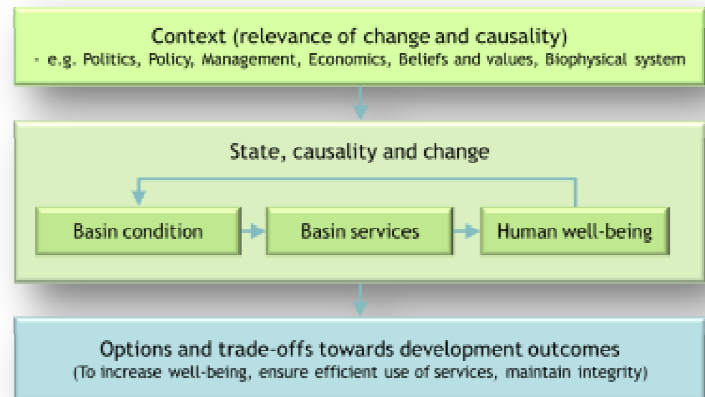 Context (relevance of change and causality)
- e.g. Politics, Policy, Management, Economics, Beliefs and values, Biophysical system
State, causality and change
Basin condition
Basin services
Human well-being
Options and trade-offs towards development outcomes
(To increase well-being, ensure efficient use of services, maintain integrity)